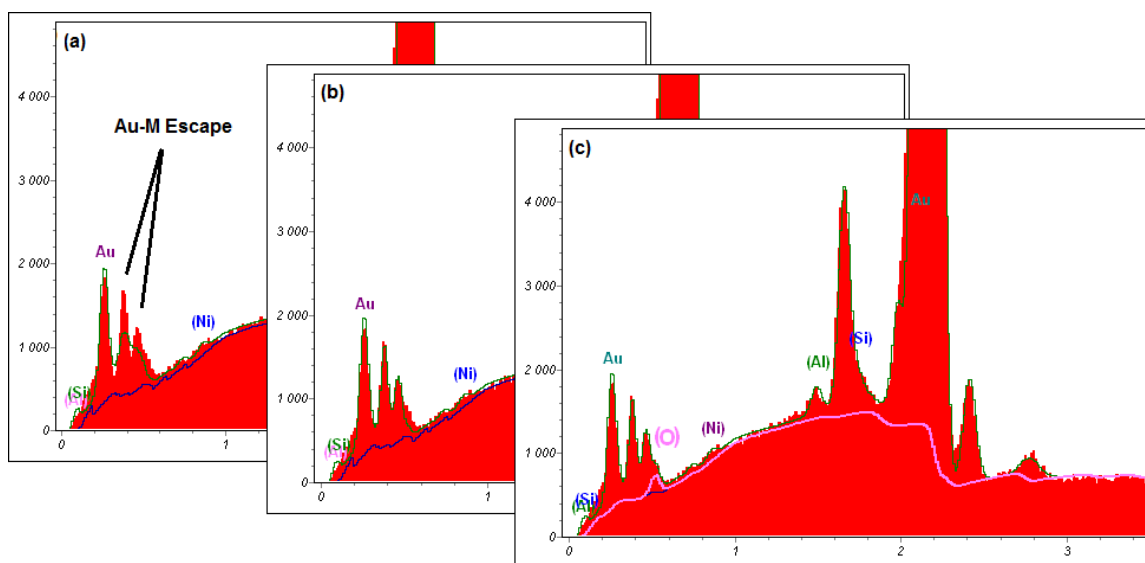 (a)
4 000
Au-M Escape
3 000
2 000
Au
(Ni)
1 000
(Si)
0
0
1
(b)
4 000
3 000
2 000
Au
(Ni)
1 000
(Si)
0
0
1
(c)
4 000
Au
3 000
(Si)
Au
2 000
(Al)
(O)
(Ni)
1 000
(Si)
(Al)
0
0
1
2
3